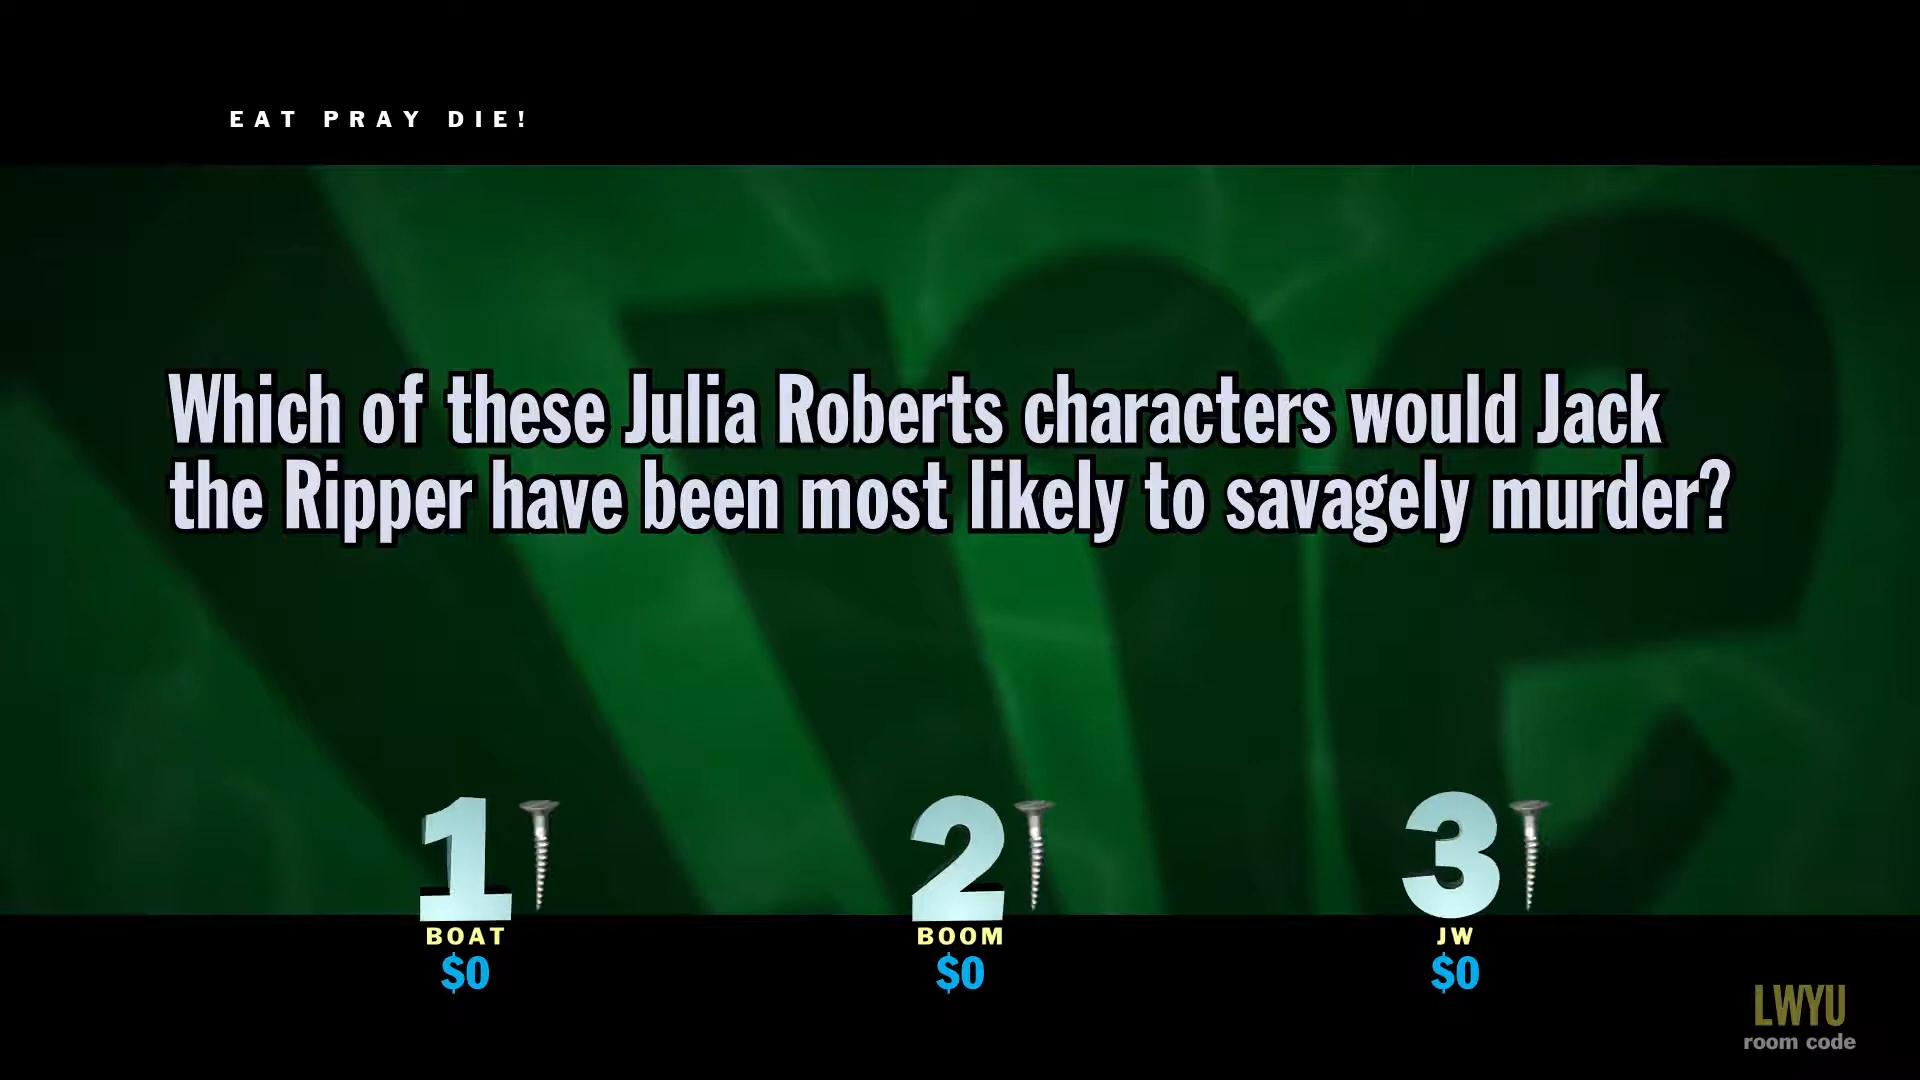 EAT PRAY DIE!
Which of these Julia Roberts characters would Jack
the Ripper have been most likely to savagely murder?
1 2 3
BOAT BOOM JW
$0 $0 $0
LWYU
room code